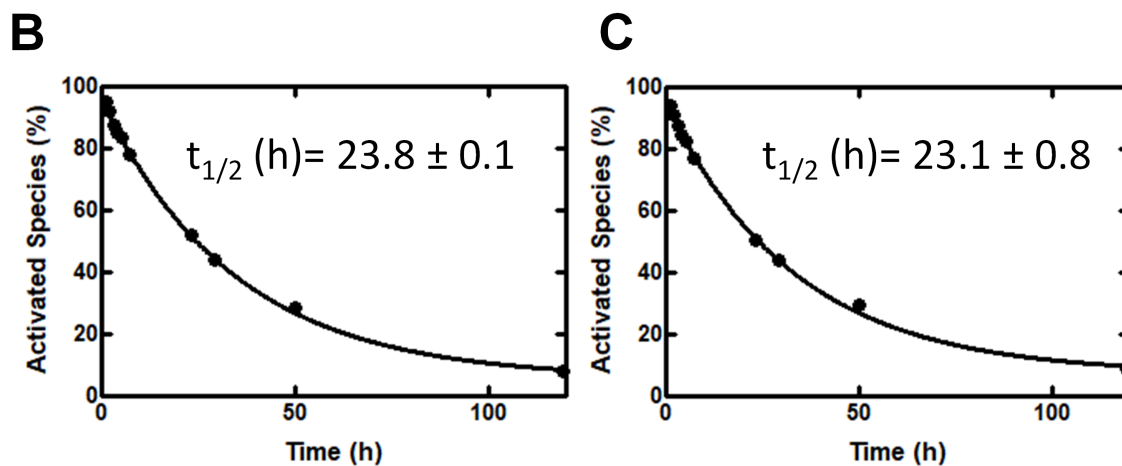 B
100
80
60
40
20
0
0 50 100
Activated Species (%)
Time (h)
t1/2 (h)= 23.8 ± 0.1
C
100
80
60
40
20
0
0 50 100
Activated Species (%)
Time (h)
t1/2 (h)= 23.1 ± 0.8